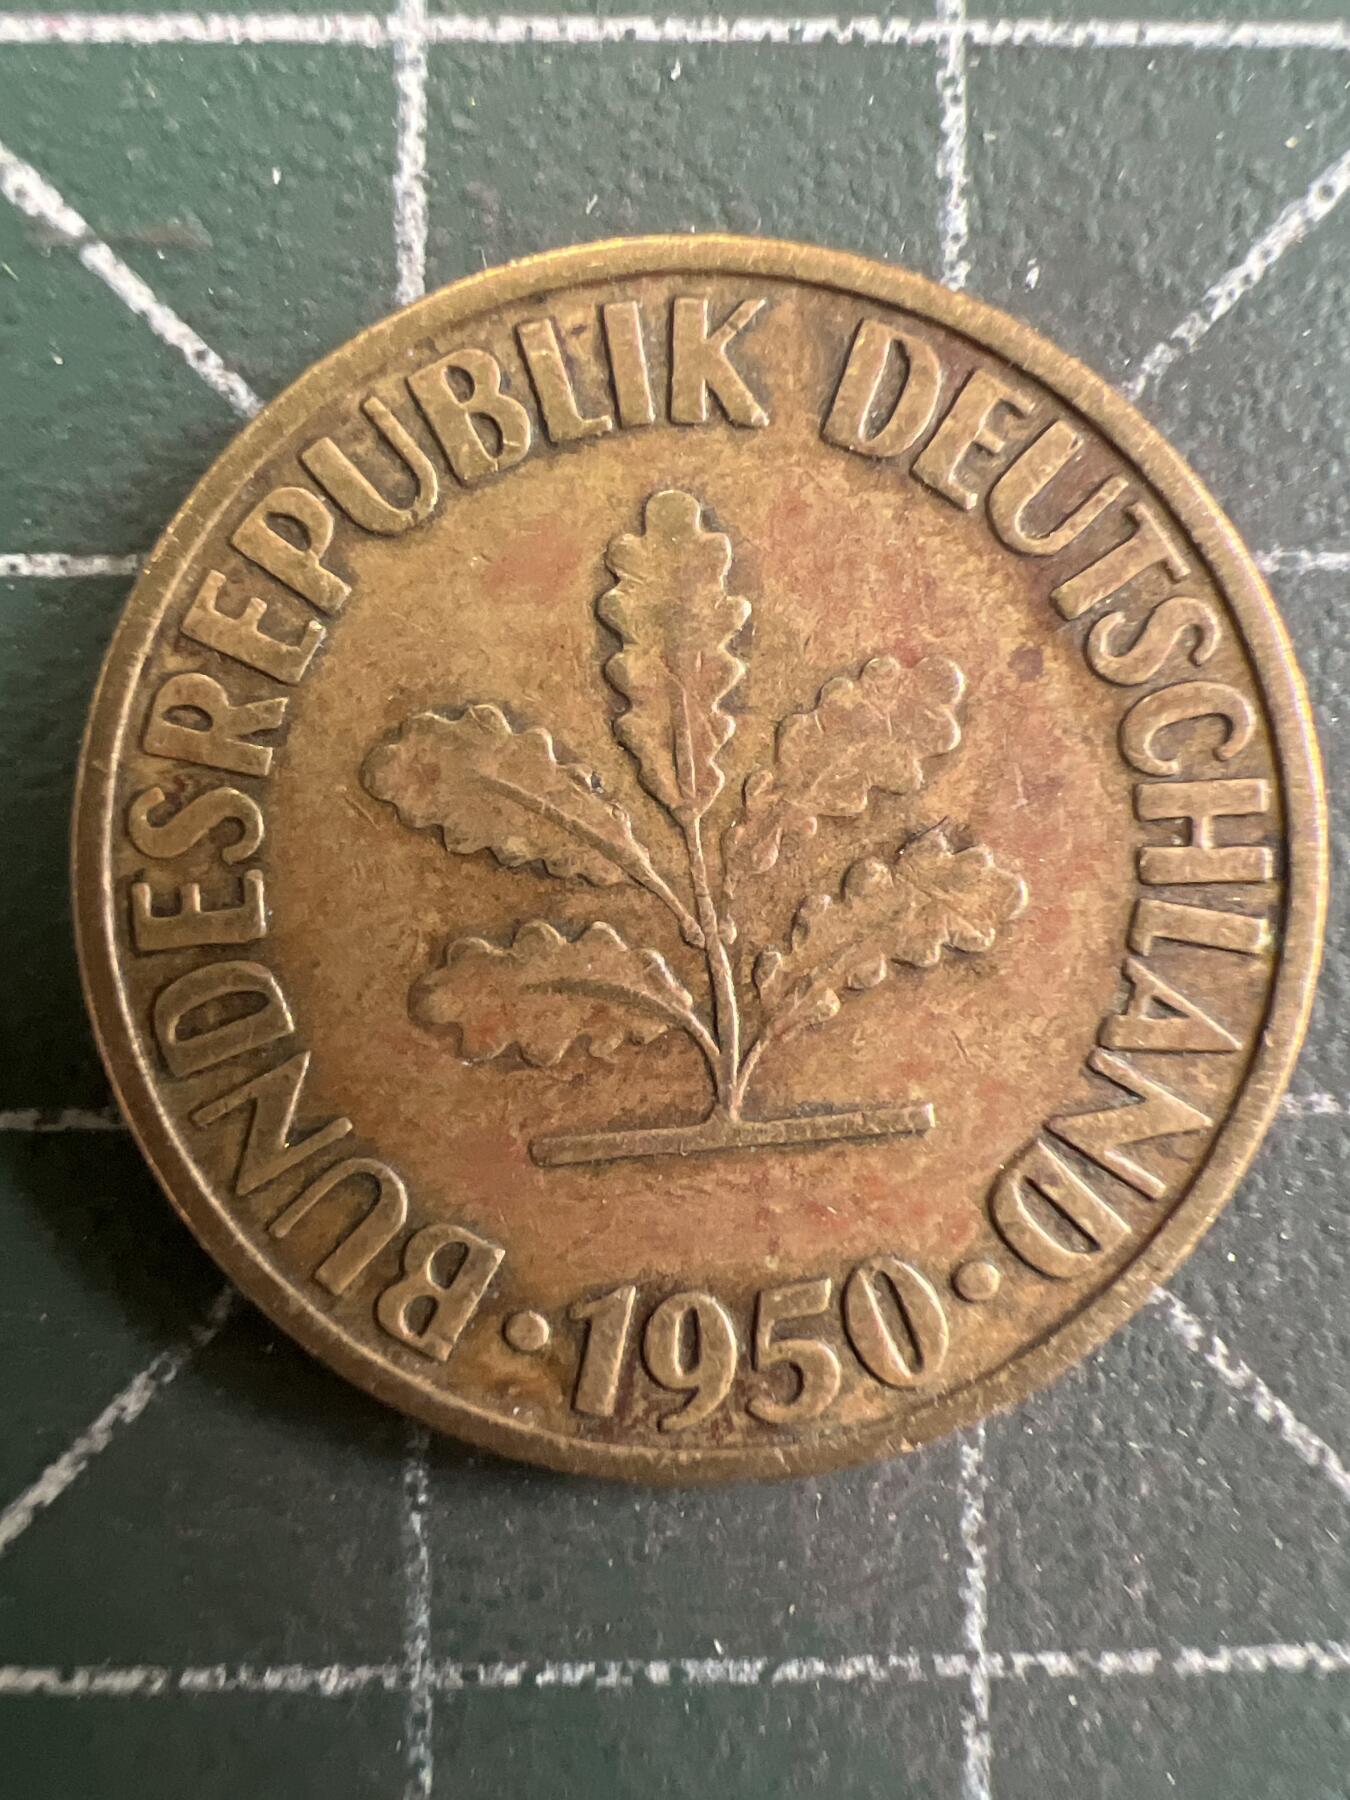 BUNDESREPUBLIK DEUTSCHLAND
• 1950 •